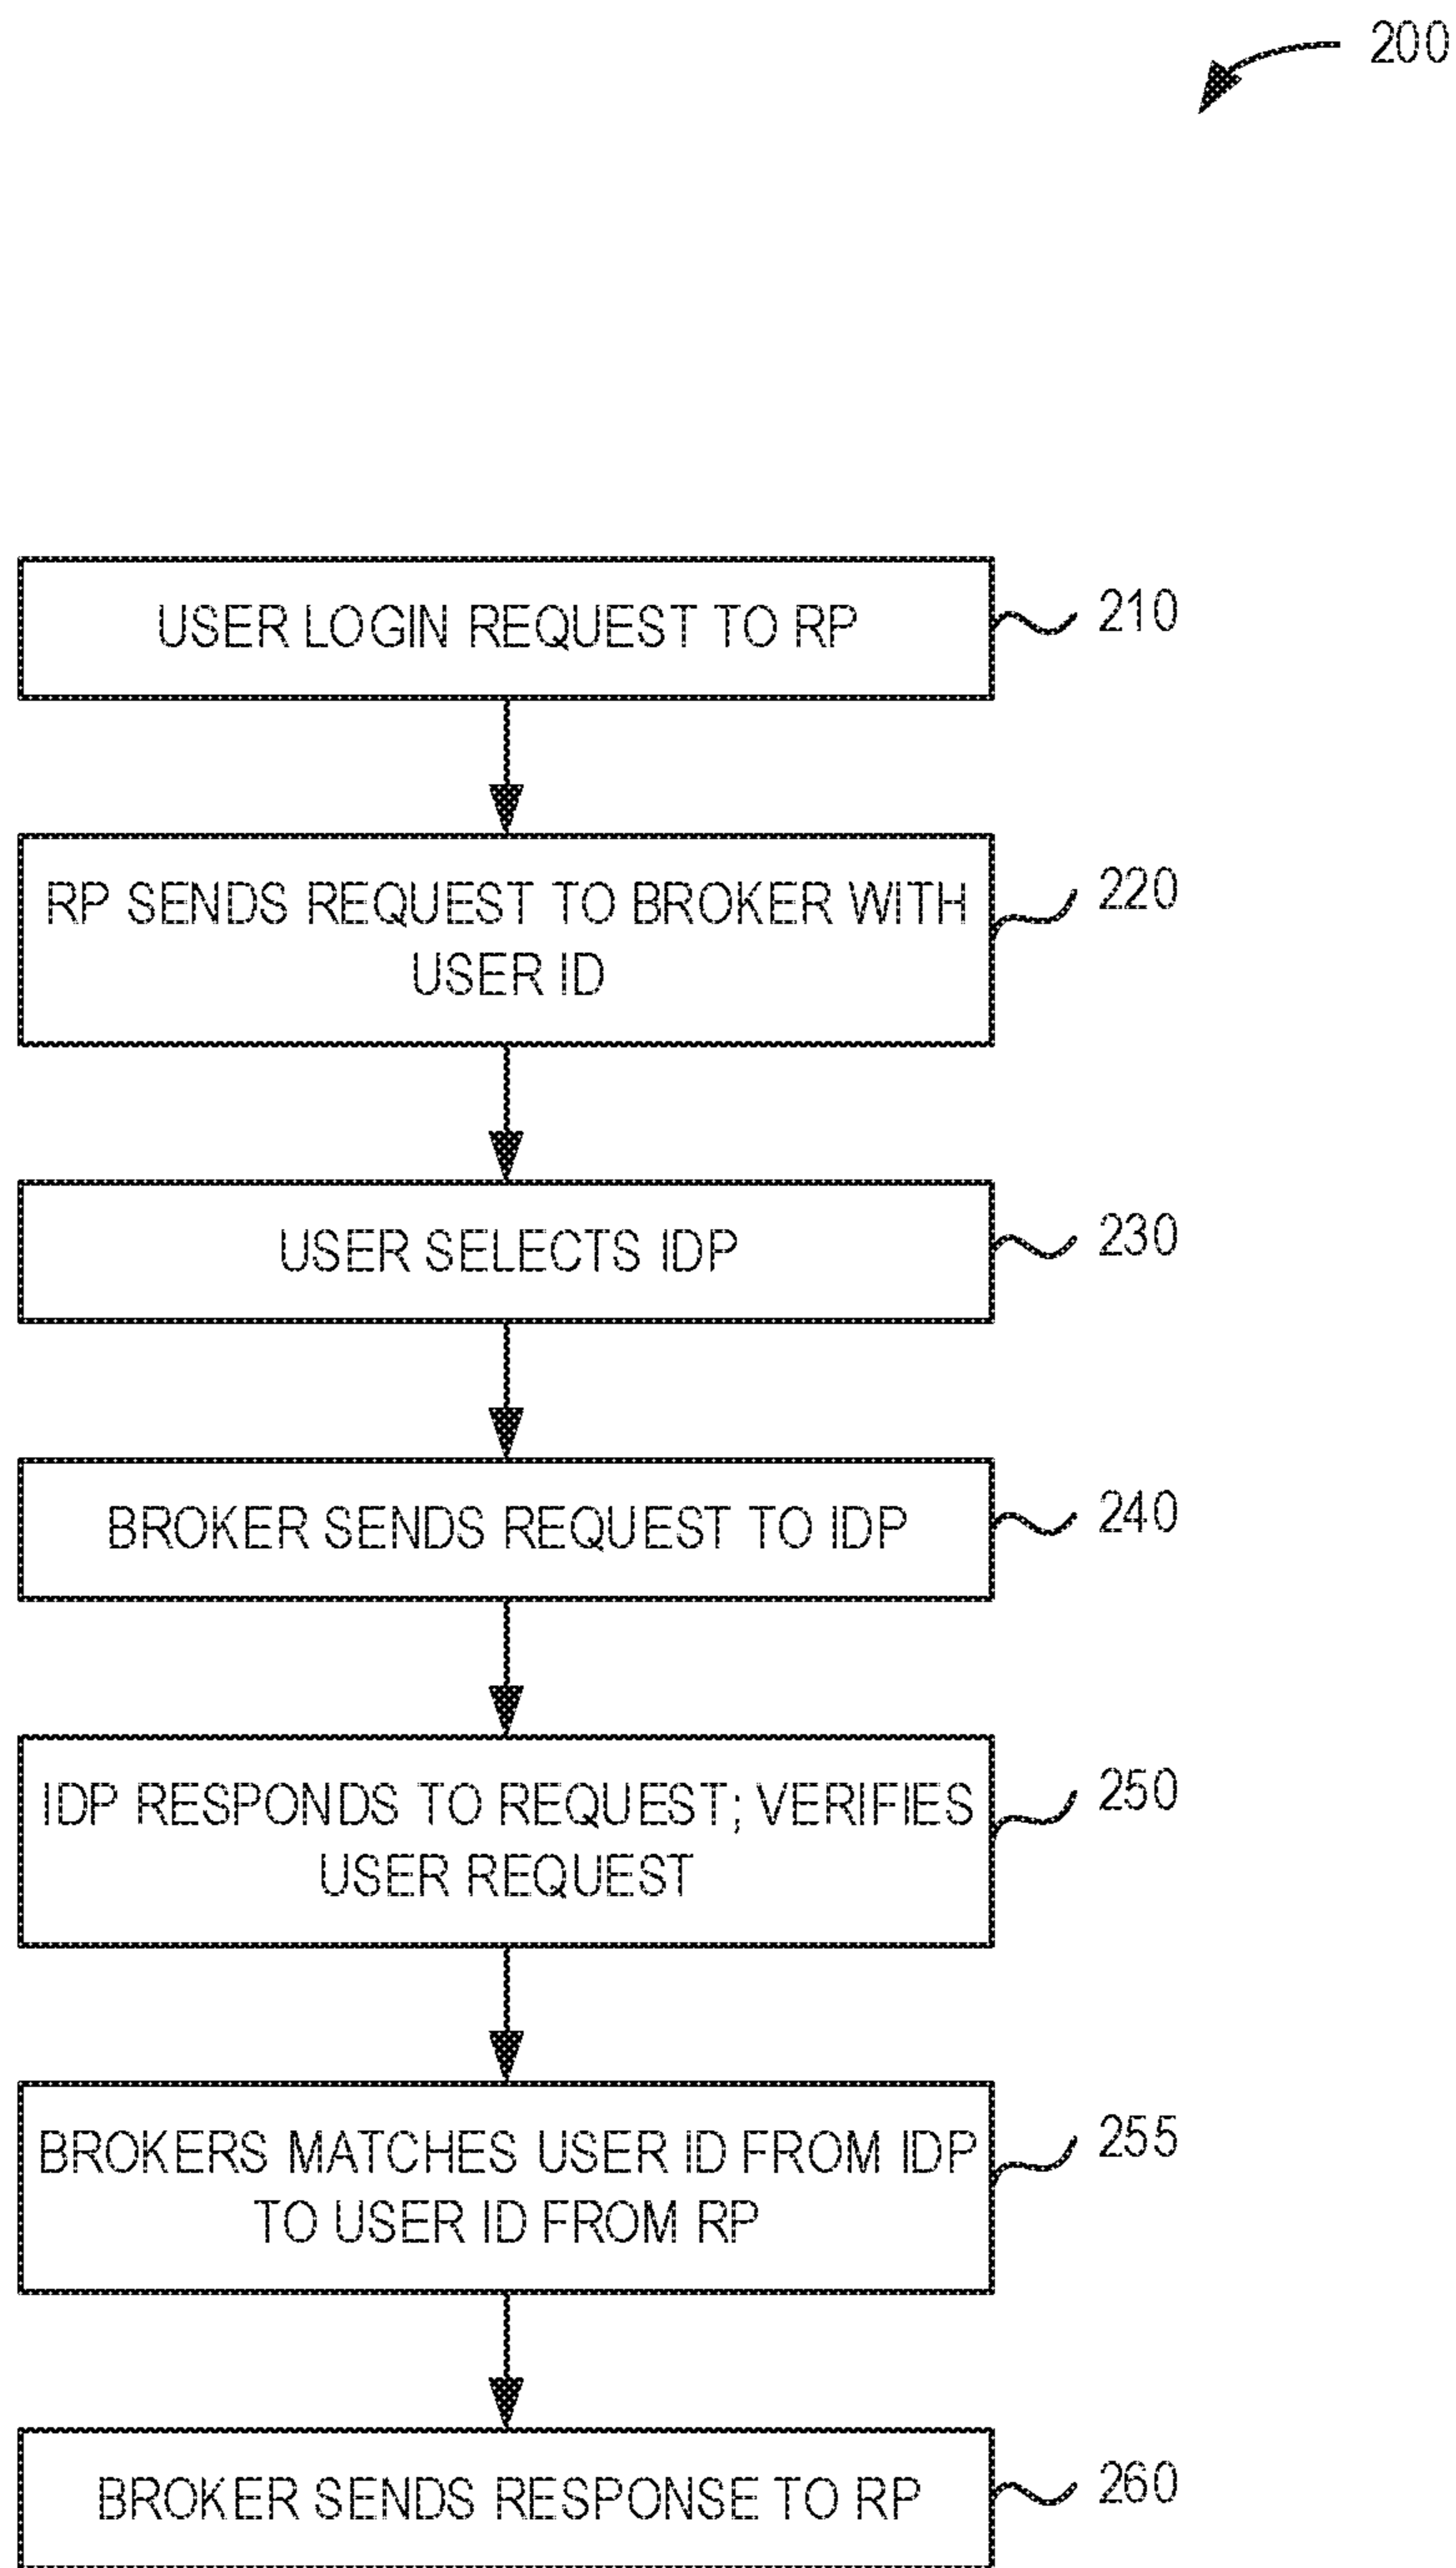 200
USER LOGIN REQUEST TO RP
210
RP SENDS REQUEST TO BROKER WITH
USER ID
220
USER SELECTS IDP
230
BROKER SENDS REQUEST TO IDP
240
IDP RESPONDS TO REQUEST; VERIFIES
USER REQUEST
250
BROKERS MATCHES USER ID FROM IDP
TO USER ID FROM RP
255
BROKER SENDS RESPONSE TO RP
260